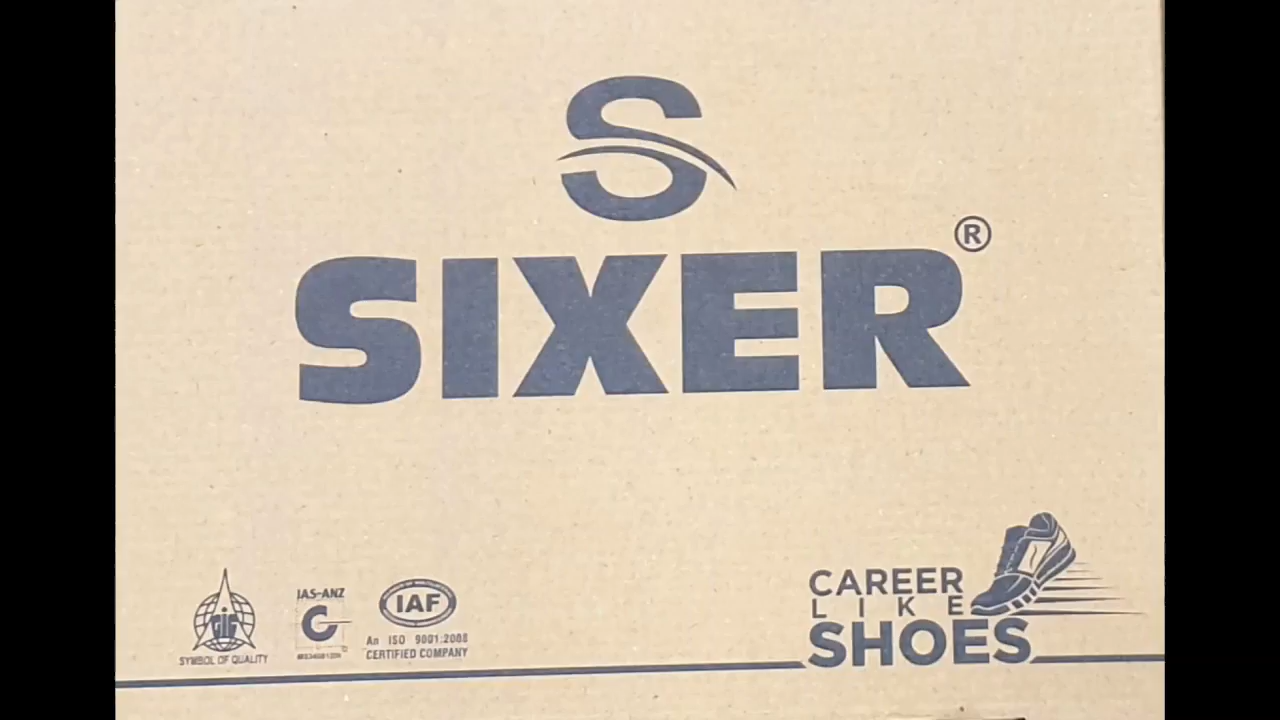 S
SIXER®
CAREER
LIKE
SHOES
JAS-ANZ
IAF
An ISO 9001:2008
CERTIFIED COMPANY
SYMBOL OF QUALITY